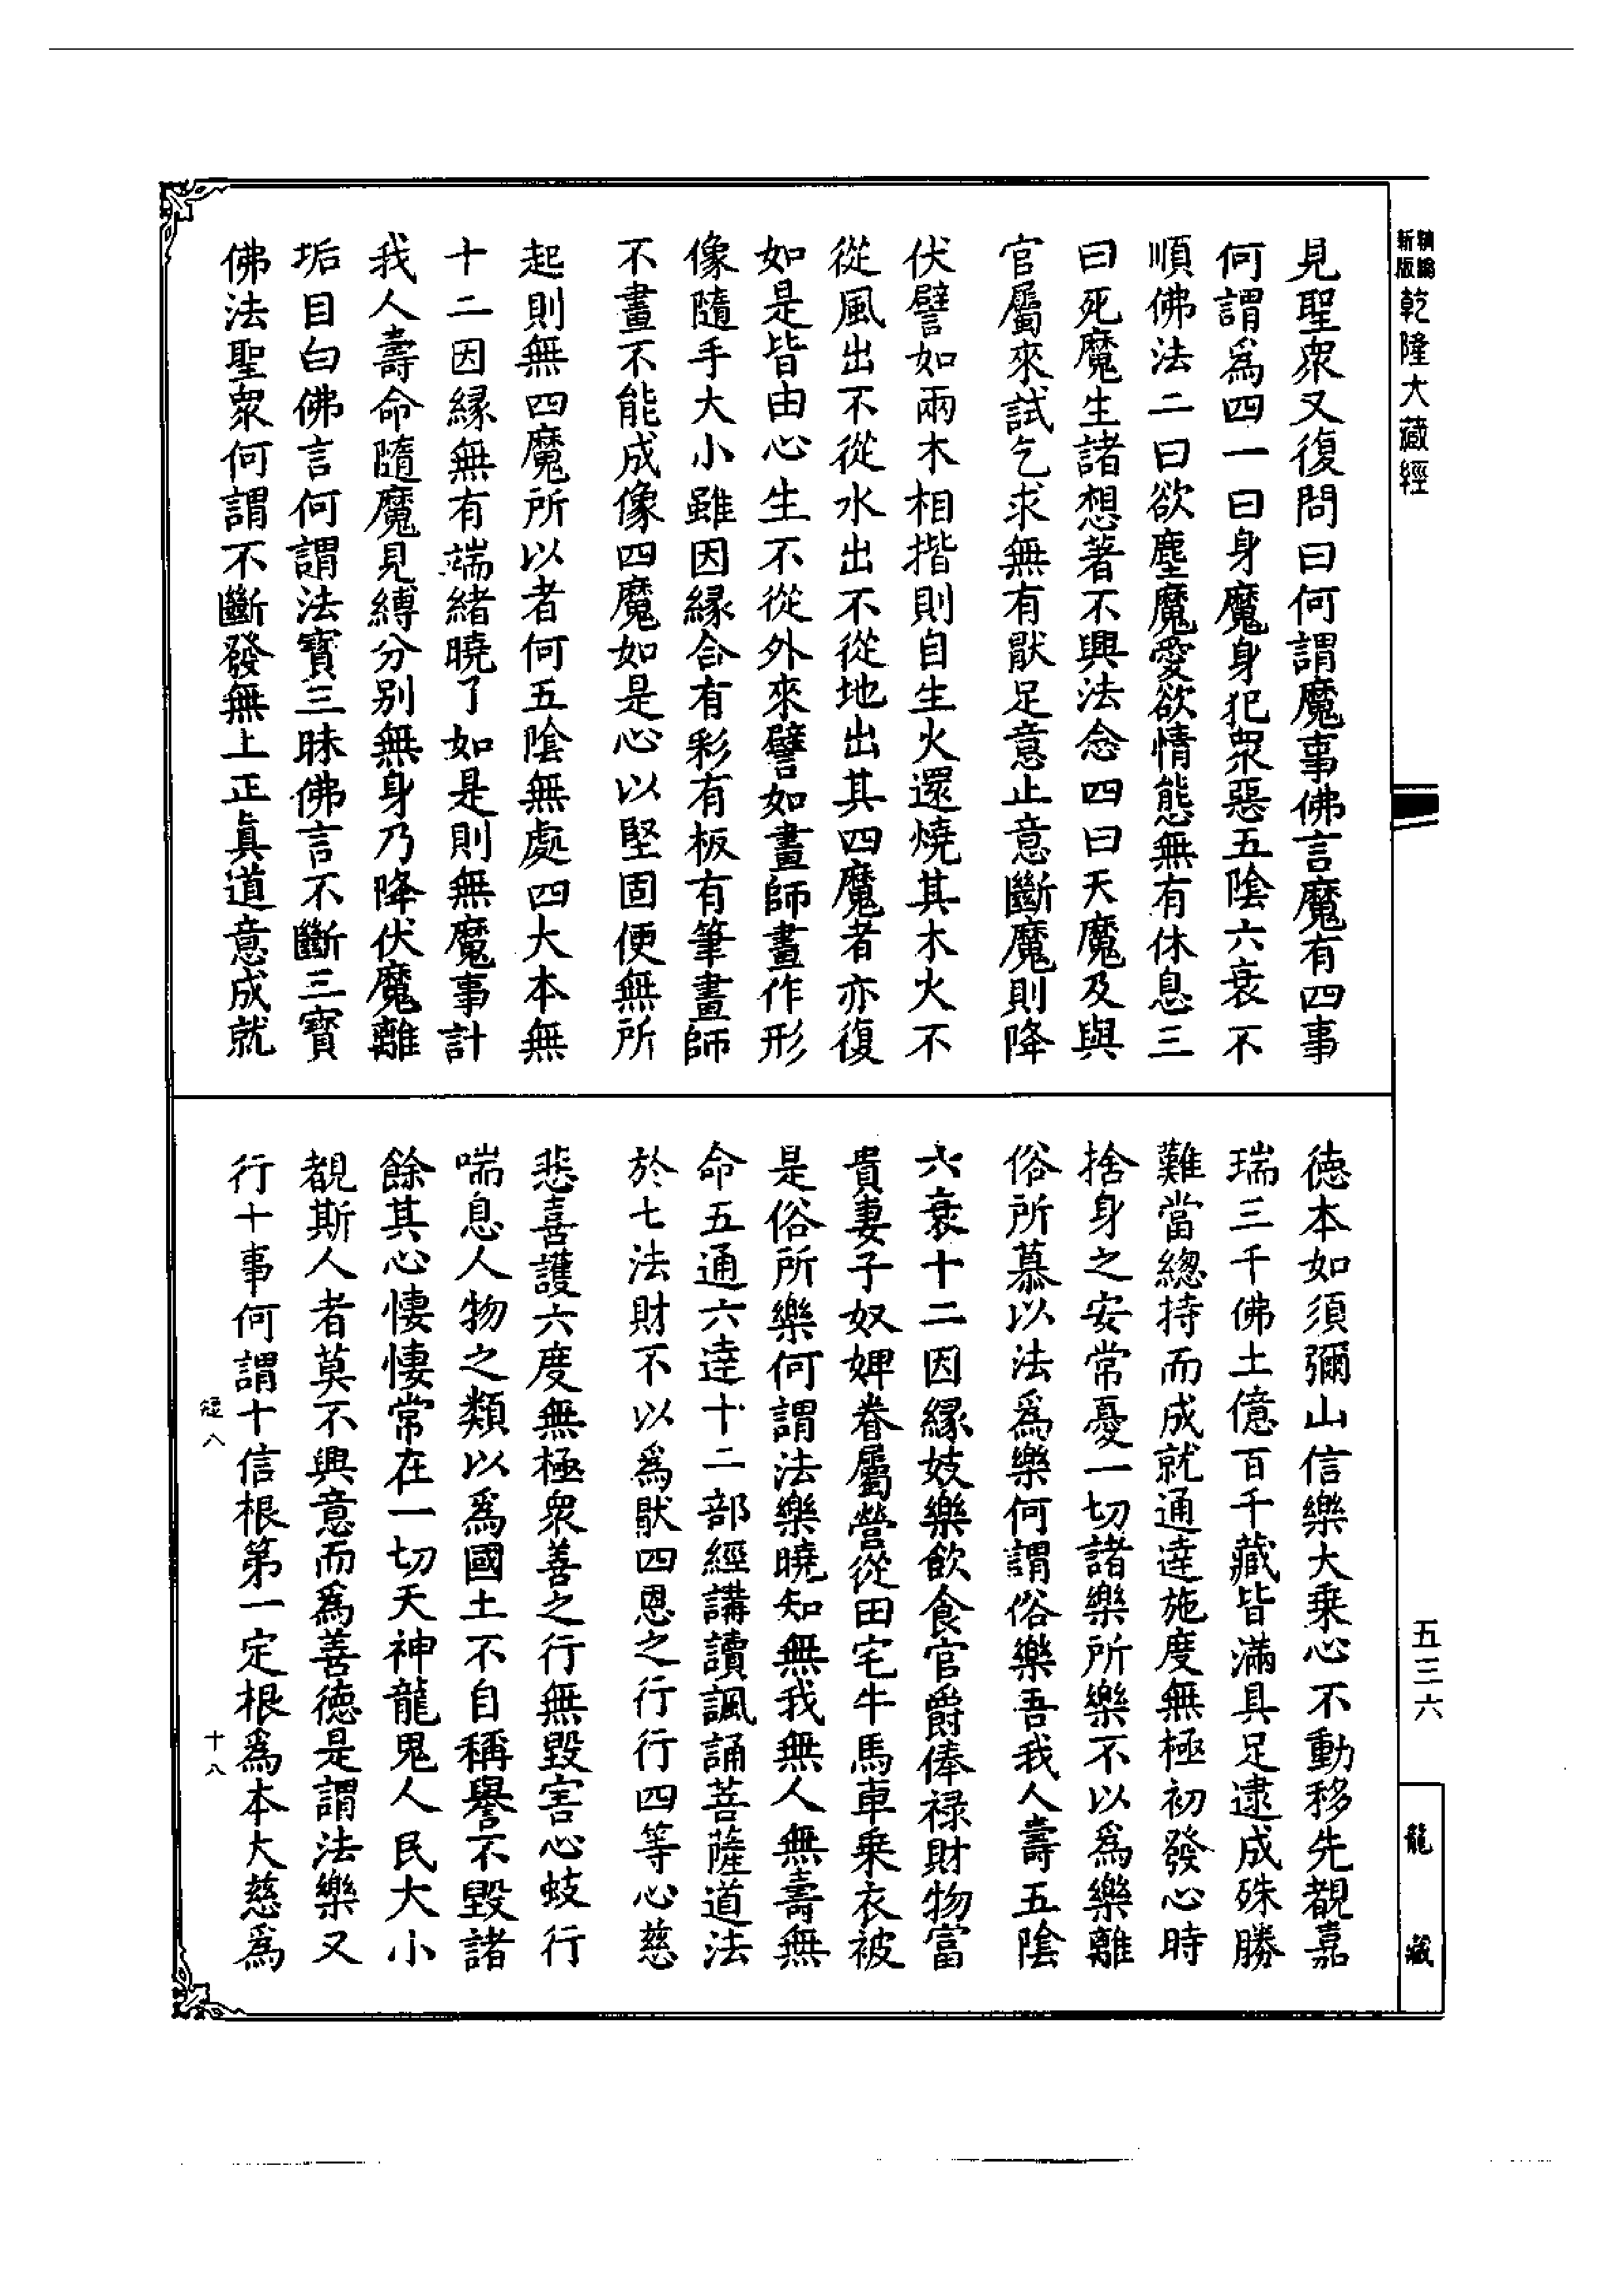 精編
新版
乾隆大藏經
見聖衆又復問曰何謂魔事佛言魔有四事
何謂爲四一曰身魔身犯衆惡五陰六衰不
順佛法二曰欲塵魔愛欲情態無有休息三
曰死魔生諸想著不興法念四曰天魔及與
官屬來試乞求無有猒足意止意斷魔則降
伏譬如兩木相揩則自生火還燒其木火不
從風出不從水出不從地出其四魔者亦復
如是皆由心生不從外來譬如畫師畫作形
像隨手大小雖因緣合有彩有板有筆畫師
不畫不能成像四魔如是心以堅固便無所
起則無四魔所以者何五陰無處四大本無
十二因緣無有端緒曉了如是則無魔事計
我人壽命隨魔見縛分別無身乃降伏魔離
垢目白佛言何謂法寶三昧佛言不斷三寶
佛法聖衆何謂不斷發無上正眞道意成就
五三六
龍藏
德本如須彌山信樂大乗心不動移先覩嘉
瑞三千佛土億百千藏皆滿具足逮成殊勝
難當總持而成就通達施度無極初發心時
捨身之安常憂一切諸樂所樂不以爲樂離
俗所慕以法爲樂何謂俗樂吾我人壽五陰
六衰十二因緣妓樂飲食官爵俸祿財物富
貴妻子奴婢眷屬營從田宅牛馬車乗衣被
是俗所樂何謂法樂曉知無我無人無壽無
命五通六達十二部經講讀諷誦菩薩道法
於七法財不以爲猒四恩之行行四等心慈
悲喜護六度無極衆善之行無毀害心蚑行
喘息人物之類以爲國土不自稱譽不毀諸
餘其心悽悽常在一切天神龍鬼人民大小
覩斯人者莫不興意而爲善德是謂法樂又
行十事何謂十信根第一定根爲本大慈爲
短八
十八